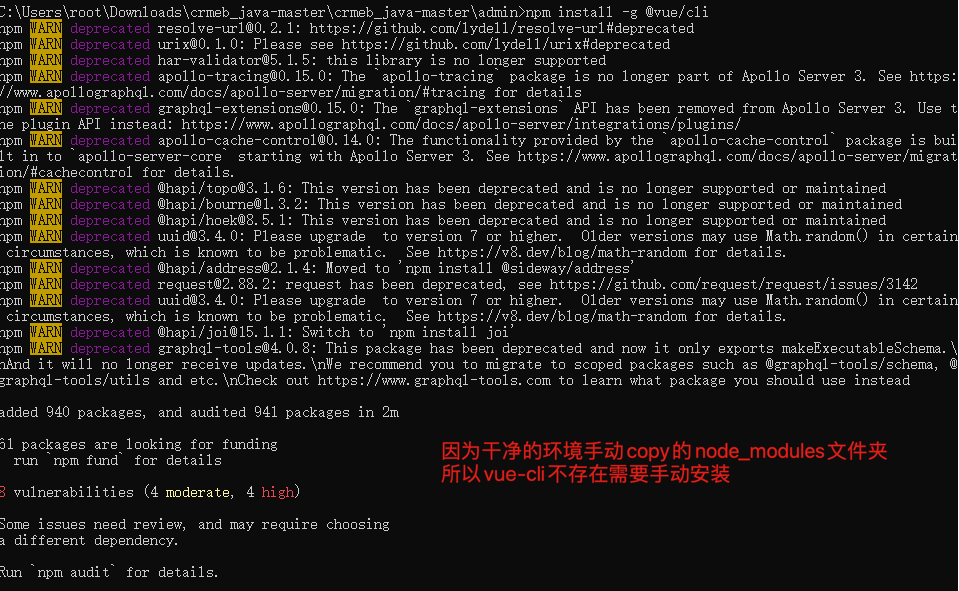 C:\Users\root\Downloads\crmeb_java-master\crmeb_java-master\admin>npm install -g @vue/cli
npm WARN deprecated resolve-url@0.2.1: https://github.com/lydell/resolve-url#deprecated
npm WARN deprecated urix@0.1.0: Please see https://github.com/lydell/urix#deprecated
npm WARN deprecated har-validator@5.1.5: this library is no longer supported
npm WARN deprecated apollo-tracing@0.15.0: The `apollo-tracing` package is no longer part of Apollo Server 3. See https:
//www.apollographql.com/docs/apollo-server/migration/#tracing for details
npm WARN deprecated graphql-extensions@0.15.0: The `graphql-extensions` API has been removed from Apollo Server 3. Use t
he plugin API instead: https://www.apollographql.com/docs/apollo-server/integrations/plugins/
npm WARN deprecated apollo-cache-control@0.14.0: The functionality provided by the `apollo-cache-control` package is bui
lt in to `apollo-server-core` starting with Apollo Server 3. See https://www.apollographql.com/docs/apollo-server/migrat
ion/#cachecontrol for details.
npm WARN deprecated @hapi/topo@3.1.6: This version has been deprecated and is no longer supported or maintained
npm WARN deprecated @hapi/bourne@1.3.2: This version has been deprecated and is no longer supported or maintained
npm WARN deprecated @hapi/hoek@8.5.1: This version has been deprecated and is no longer supported or maintained
npm WARN deprecated uuid@3.4.0: Please upgrade  to version 7 or higher.  Older versions may use Math.random() in certain
 circumstances, which is known to be problematic.  See https://v8.dev/blog/math-random for details.
npm WARN deprecated @hapi/address@2.1.4: Moved to 'npm install @sideway/address'
npm WARN deprecated request@2.88.2: request has been deprecated, see https://github.com/request/request/issues/3142
npm WARN deprecated uuid@3.4.0: Please upgrade  to version 7 or higher.  Older versions may use Math.random() in certain
 circumstances, which is known to be problematic.  See https://v8.dev/blog/math-random for details.
npm WARN deprecated @hapi/joi@15.1.1: Switch to 'npm install joi'
npm WARN deprecated graphql-tools@4.0.8: This package has been deprecated and now it only exports makeExecutableSchema.\
nAnd it will no longer receive updates.\nWe recommend you to migrate to scoped packages such as @graphql-tools/schema, @
graphql-tools/utils and etc.\nCheck out https://www.graphql-tools.com to learn what package you should use instead
added 940 packages, and audited 941 packages in 2m
61 packages are looking for funding
  run `npm fund` for details
因为干净的环境手动copy的node_modules文件夹
所以vue-cli不存在需要手动安装
8 vulnerabilities (4 moderate, 4 high)
Some issues need review, and may require choosing
a different dependency.
Run `npm audit` for details.